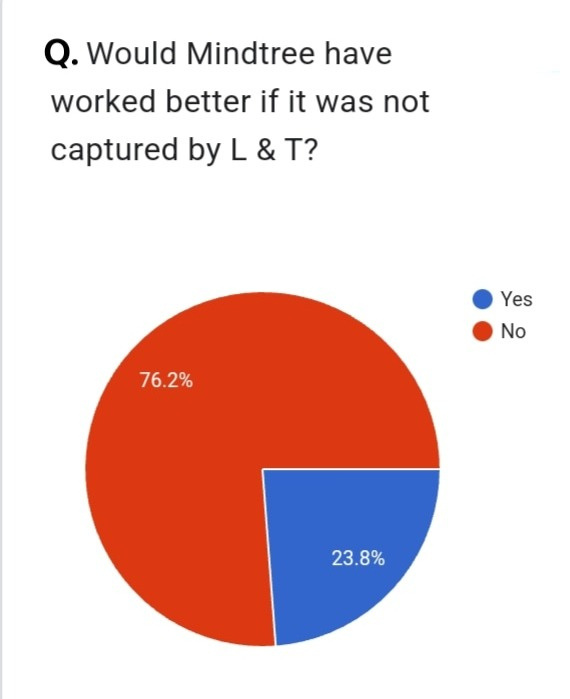 Q. Would Mindtree have
worked better if it was not
captured by L & T?
Yes
No
76.2%
23.8%